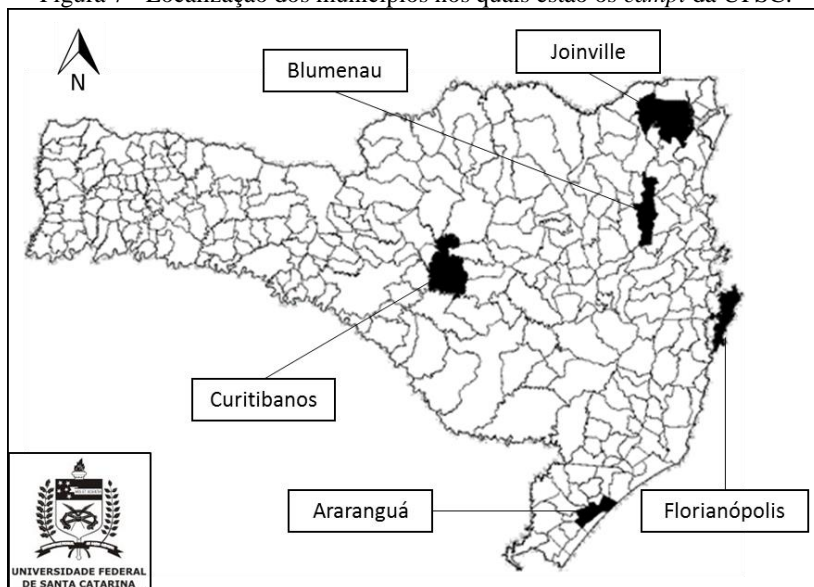 Figura 7 - Localização dos municípios nos quais estão os campi da UFSC.
Joinville
Blumenau
N
Curitibanos
Araranguá
Florianópolis
UNIVERSIDADE FEDERAL
DE SANTA CATARINA